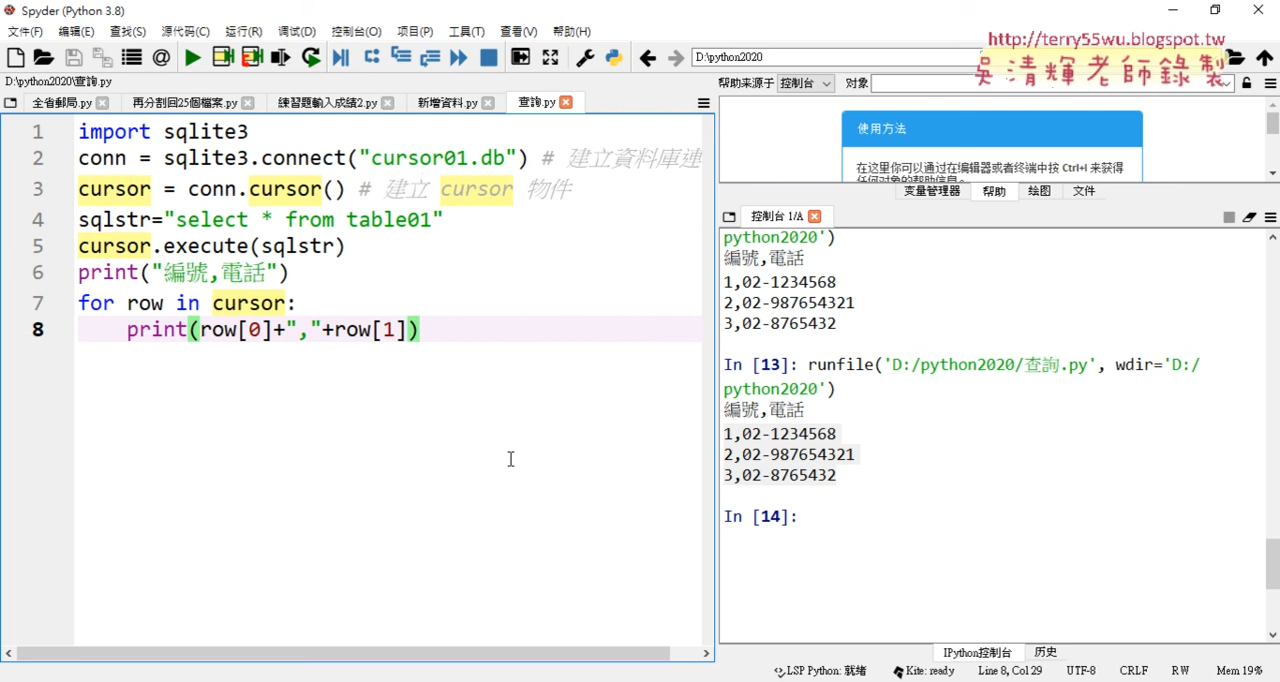 Spyder (Python 3.8)
文件(F) 编辑(E) 查找(S) 源代码(C) 运行(R) 调试(D) 控制台(O) 项目(P) 工具(T) 查看(V) 帮助(H)
http://terry55wu.blogspot.tw
吳清輝老師錄製
D:\python2020
D:\python2020\查詢.py
帮助来源于 控制台 对象
全省郵局.py 再分割回25個檔案.py 練習題輸入成績2.py 新增資料.py 查詢.py
1 import sqlite3
2 conn = sqlite3.connect("cursor01.db") # 建立資料庫連
3 cursor = conn.cursor() # 建立 cursor 物件
4 sqlstr="select * from table01"
5 cursor.execute(sqlstr)
6 print("編號,電話")
7 for row in cursor:
8 print(row[0]+","+row[1])
使用方法
在这里你可以通过在编辑器或者终端中按 Ctrl+I 来获得
任何对象的帮助信息。
变量管理器 帮助 绘图 文件
控制台 1/A
python2020')
編號,電話
1,02-1234568
2,02-987654321
3,02-8765432
In [13]: runfile('D:/python2020/查詢.py', wdir='D:/
python2020')
編號,電話
1,02-1234568
2,02-987654321
3,02-8765432
In [14]:
IPython控制台 历史
LSP Python: 就绪 Kite: ready Line 8, Col 29 UTF-8 CRLF RW Mem 19%